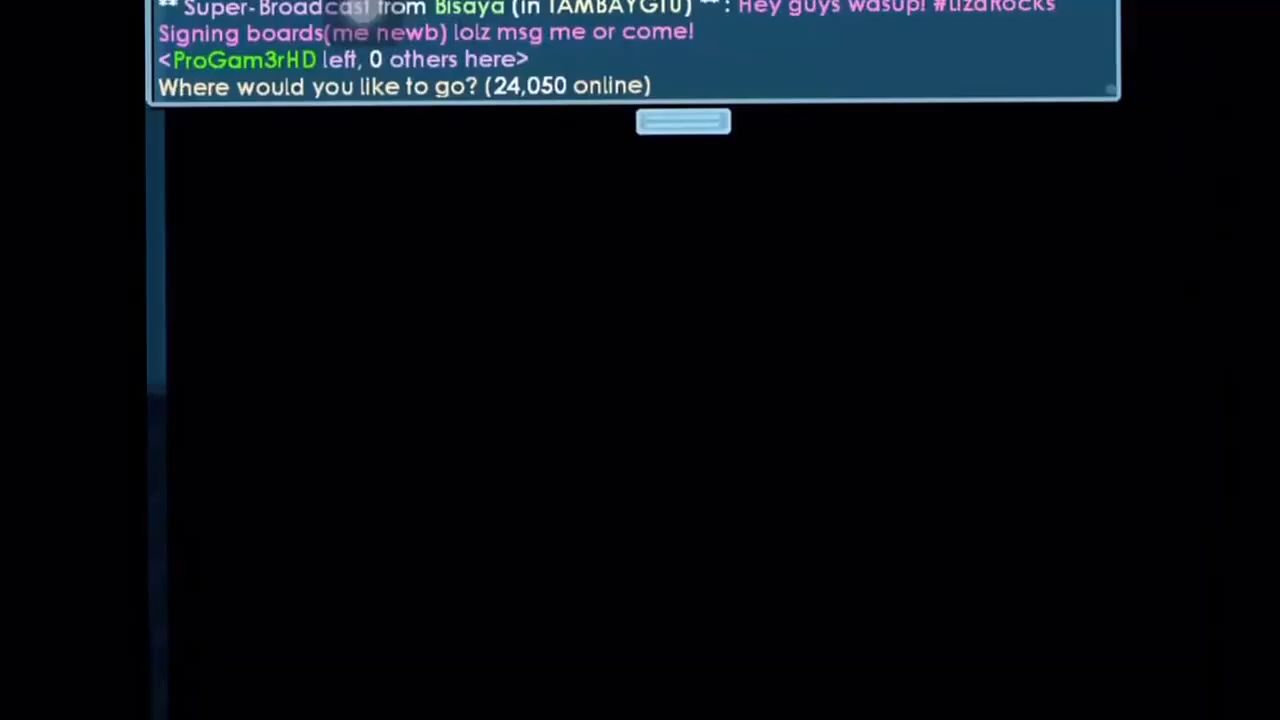 ** Super-Broadcast from Bisaya (in TAMBAYGTU) ** : Hey guys wasup! #LizaRocks
Signing boards(me newb) lolz msg me or come!
<ProGam3rHD left, 0 others here>
Where would you like to go? (24,050 online)